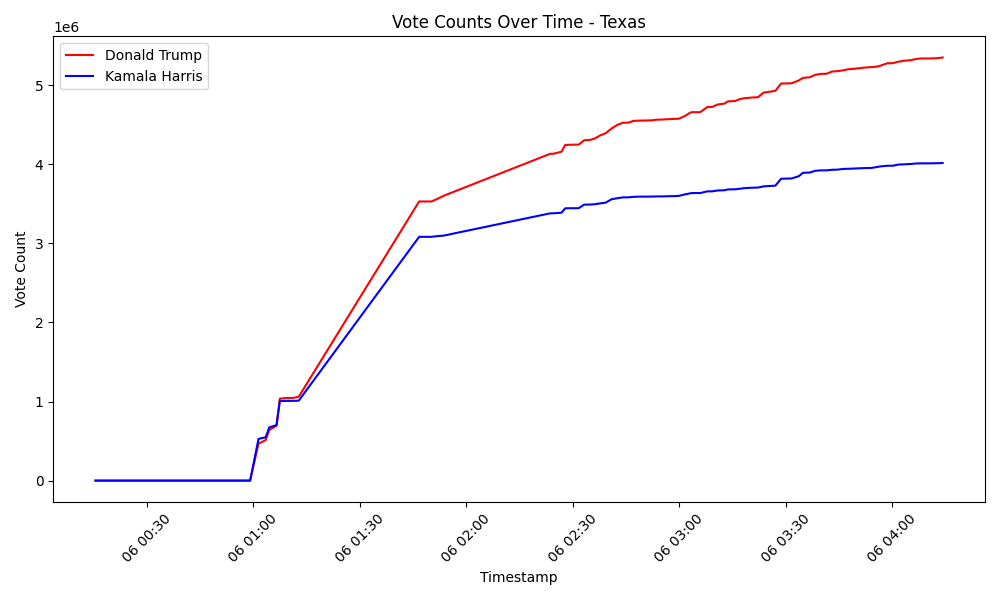 Vote Counts Over Time - Texas
1e6
Donald Trump
Kamala Harris
5
4
3
2
1
0
Vote Count
06 00:30
06 01:00
06 01:30
06 02:00
06 02:30
06 03:00
06 03:30
06 04:00
Timestamp